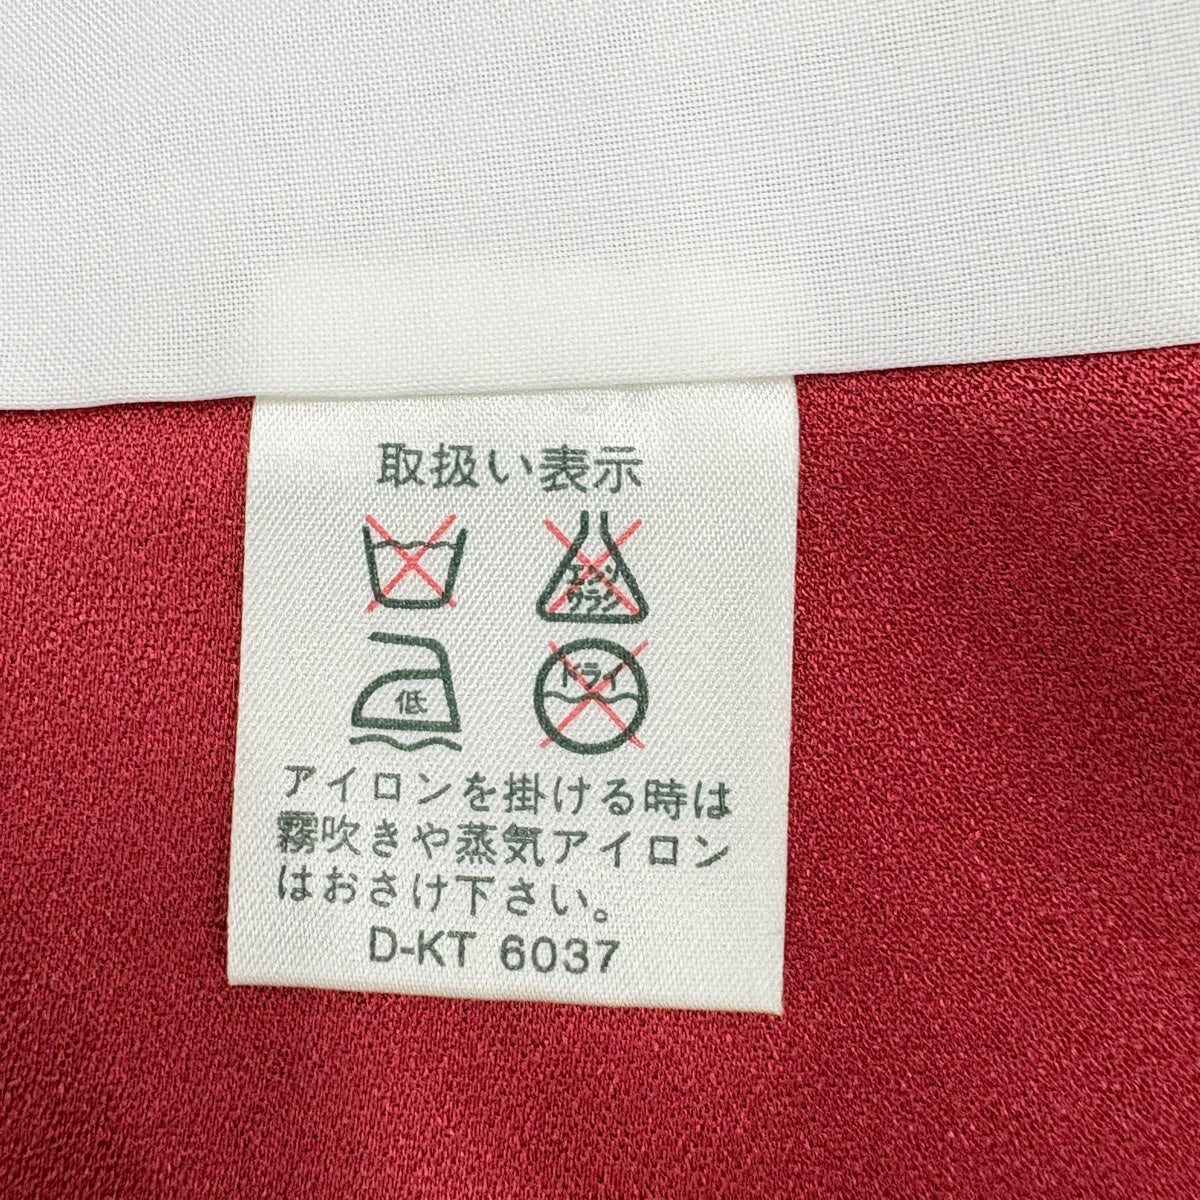 取扱い表示
エンソ
サラシ
低
ドライ
アイロンを掛ける時は
霧吹きや蒸気アイロン
はおさけ下さい。
D-KT 6037